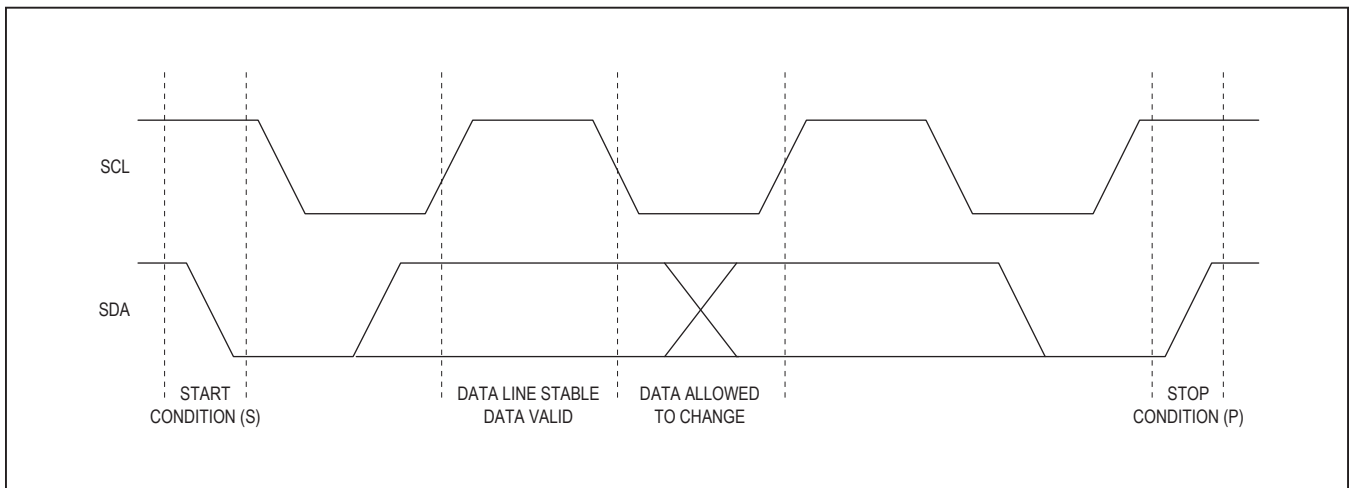 SCL
SDA
START
CONDITION (S)
DATA LINE STABLE
DATA VALID
DATA ALLOWED
TO CHANGE
STOP
CONDITION (P)